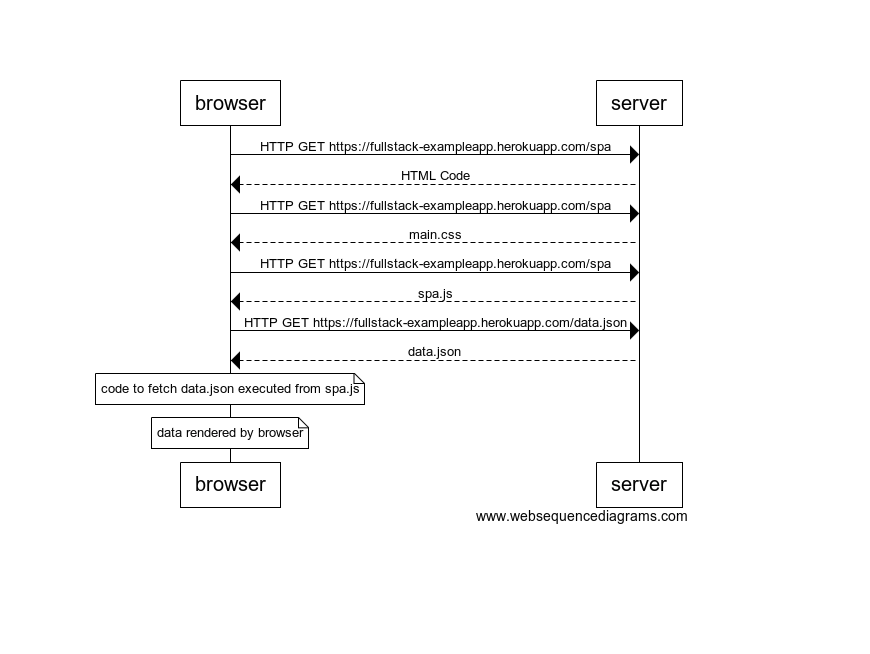 browser
server
HTTP GET https://fullstack-exampleapp.herokuapp.com/spa
HTML Code
HTTP GET https://fullstack-exampleapp.herokuapp.com/spa
main.css
HTTP GET https://fullstack-exampleapp.herokuapp.com/spa
spa.js
HTTP GET https://fullstack-exampleapp.herokuapp.com/data.json
data.json
code to fetch data.json executed from spa.js
data rendered by browser
browser
server
www.websequencediagrams.com